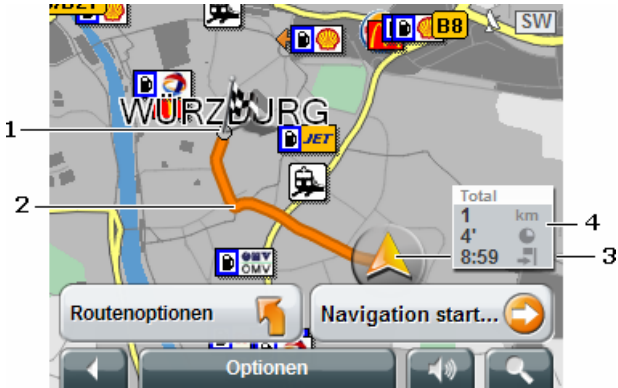 B8
SW
WÜRZBURG
1
JET
2
Total
1 km
4'
8:59
4
3
OMV
Routenoptionen
Navigation start...
Optionen